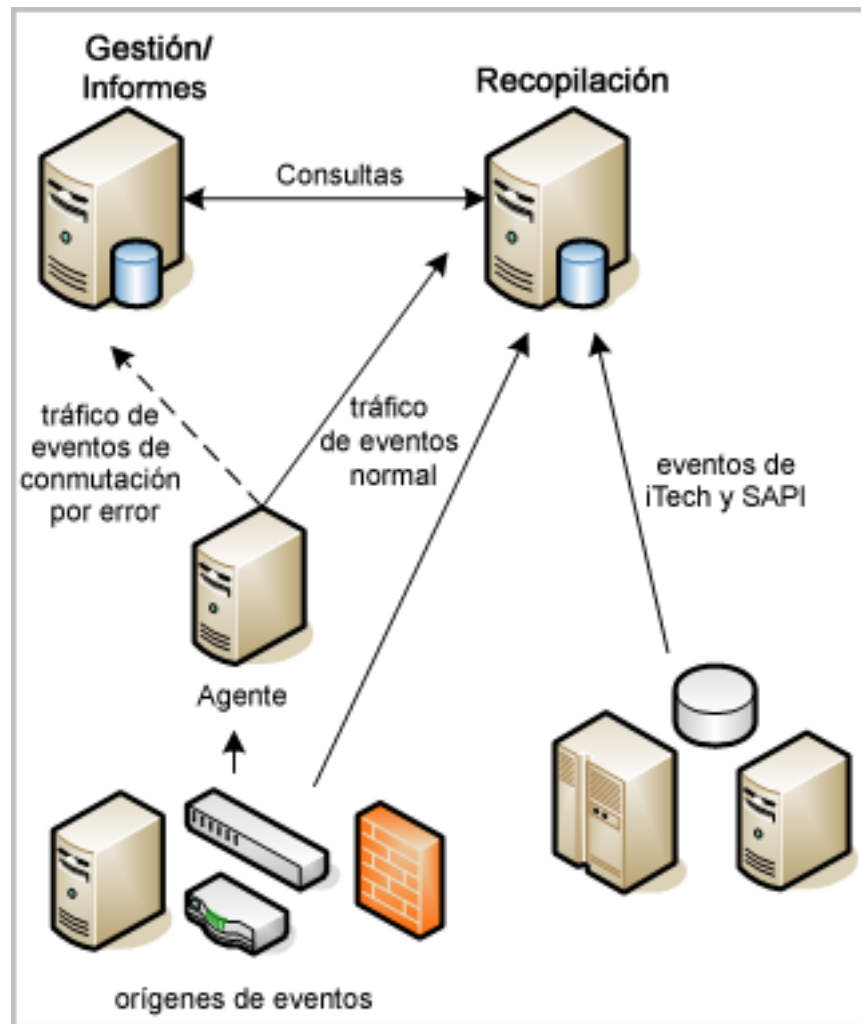 Gestión/
Informes
Recopilación
Consultas
tráfico de
eventos de
conmutación
por error
tráfico
de eventos
normal
eventos de
iTech y SAPI
Agente
orígenes de eventos